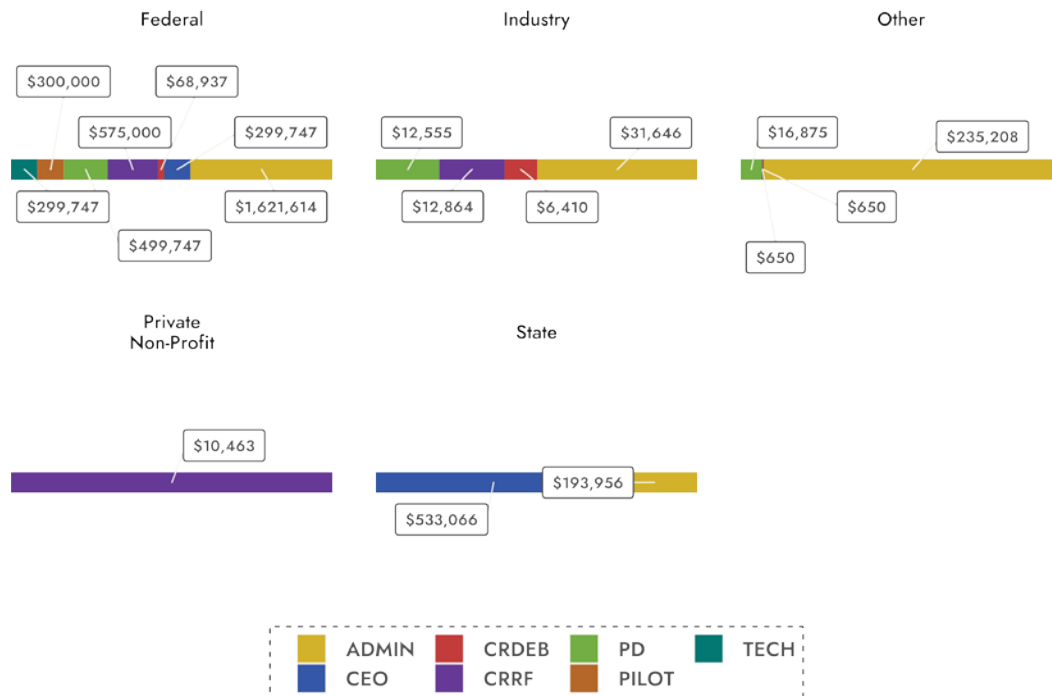 Federal
Industry
Other
$300,000
$68,937
$575,000
$299,747
$12,555
$31,646
$16,875
$235,208
$299,747
$1,621,614
$12,864
$6,410
$650
$499,747
$650
Private
Non-Profit
State
$10,463
$193,956
$533,066
ADMIN
CRDEB
PD
TECH
CEO
CRRF
PILOT